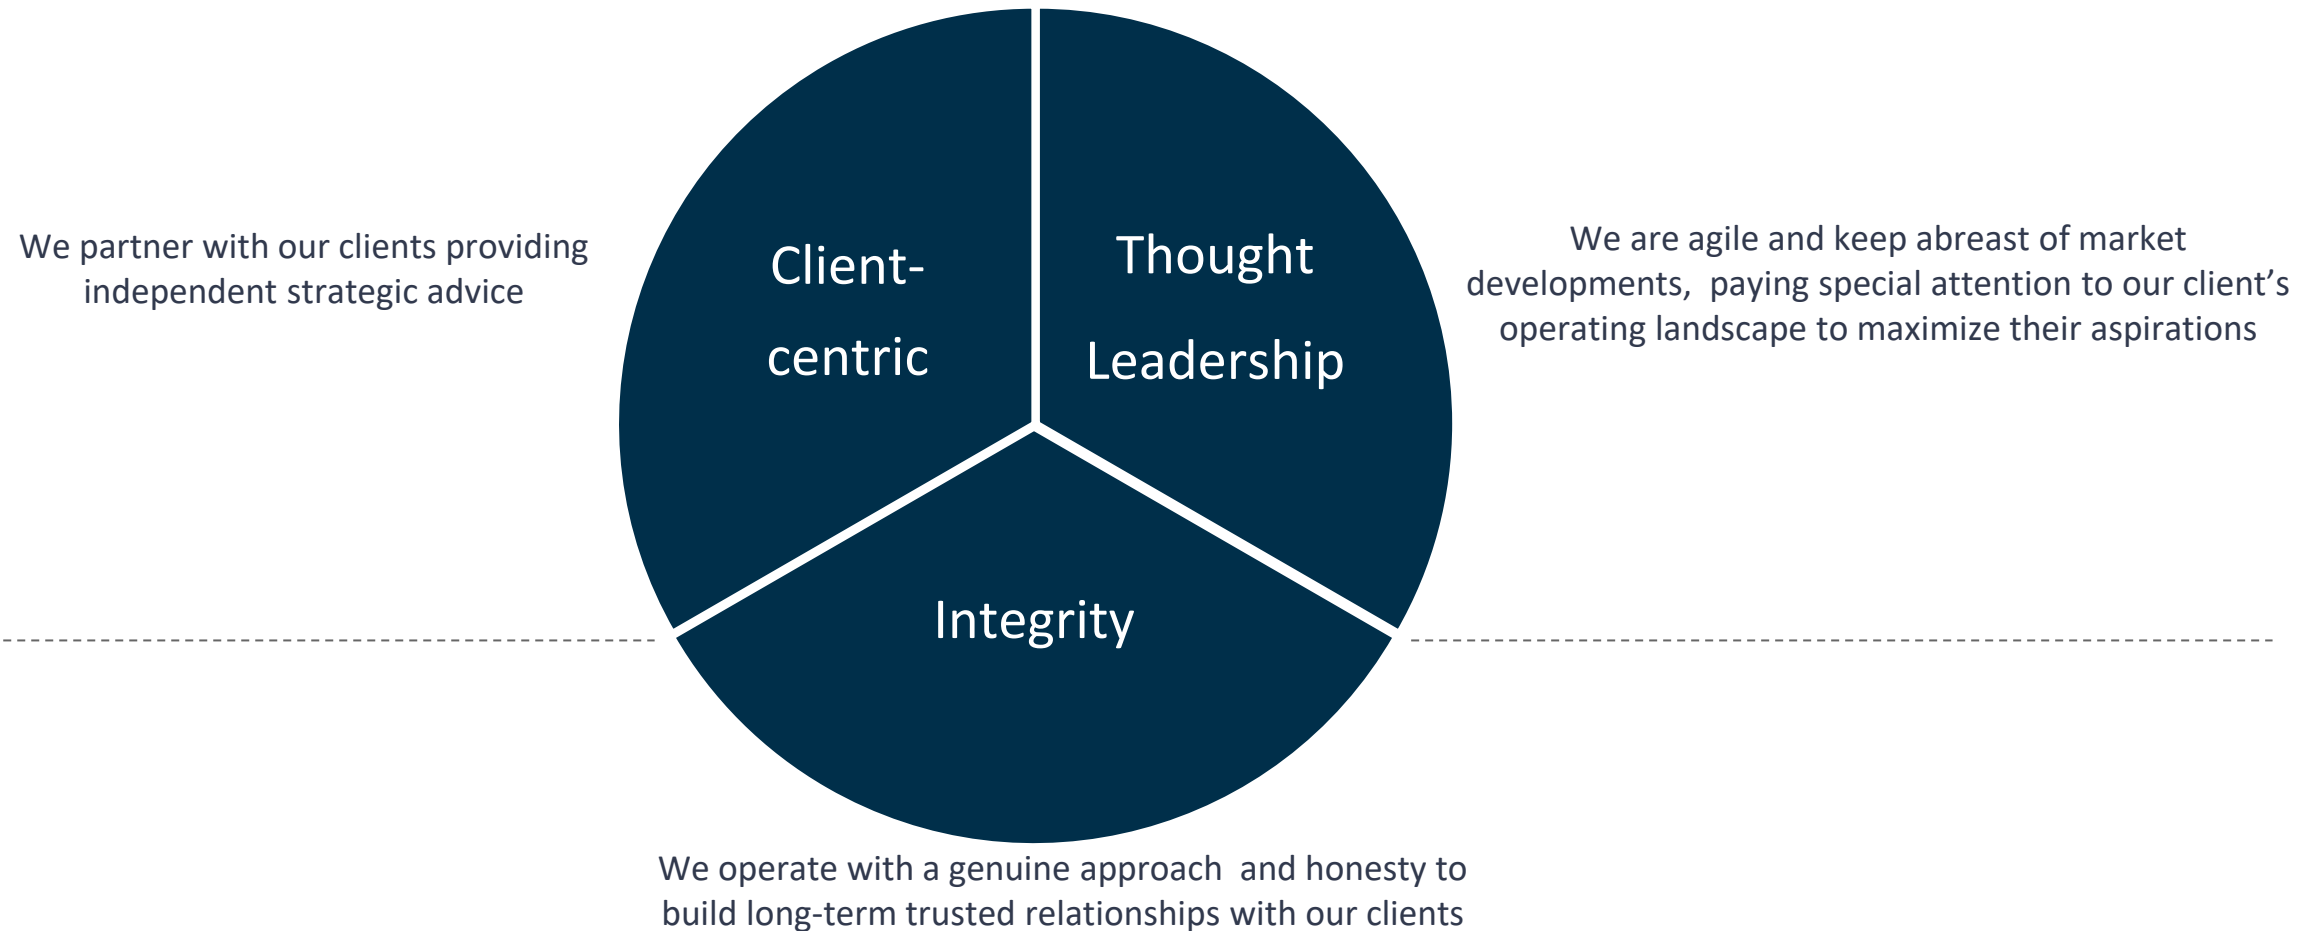 We partner with our clients providing
independent strategic advice
Client-
centric
Thought
Leadership
We are agile and keep abreast of market
developments,  paying special attention to our client’s
operating landscape to maximize their aspirations
Integrity
We operate with a genuine approach  and honesty to
build long-term trusted relationships with our clients